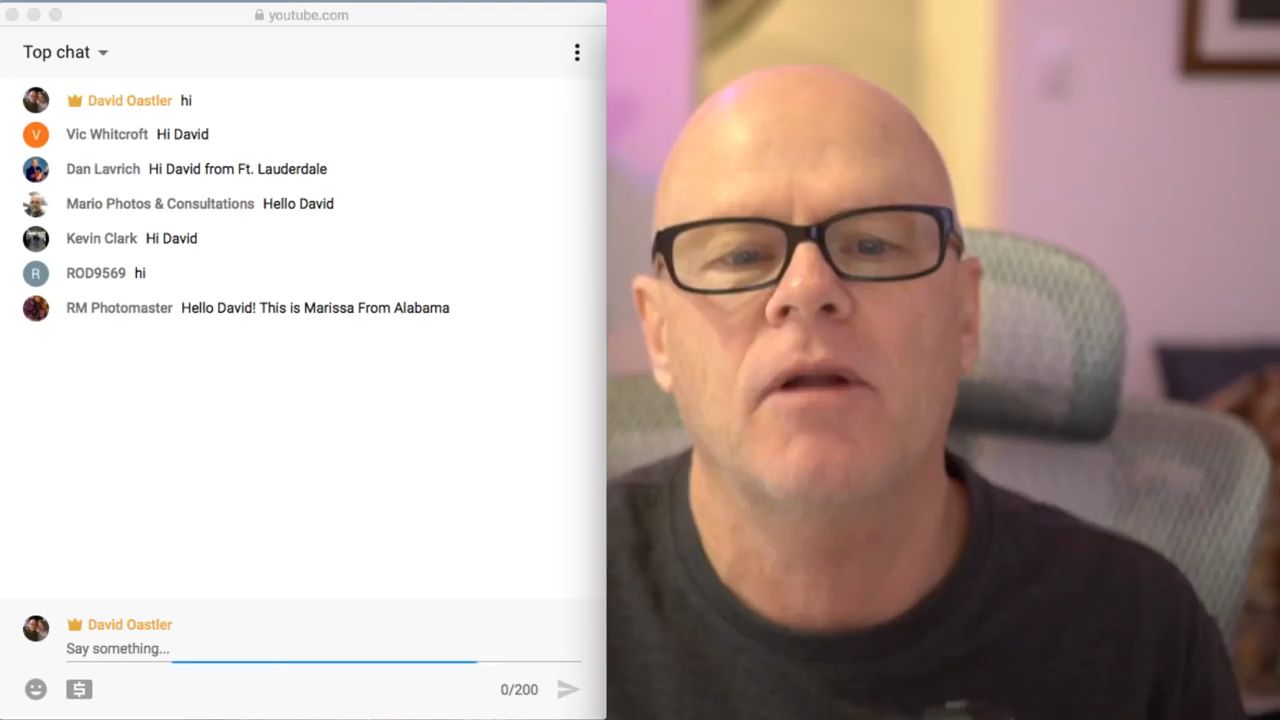 youtube.com
Top chat
David Oastler hi
V Vic Whitcroft Hi David
Dan Lavrich Hi David from Ft. Lauderdale
Mario Photos & Consultations Hello David
Kevin Clark Hi David
R ROD9569 hi
RM Photomaster Hello David! This is Marissa From Alabama
David Oastler
Say something...
$ 0/200